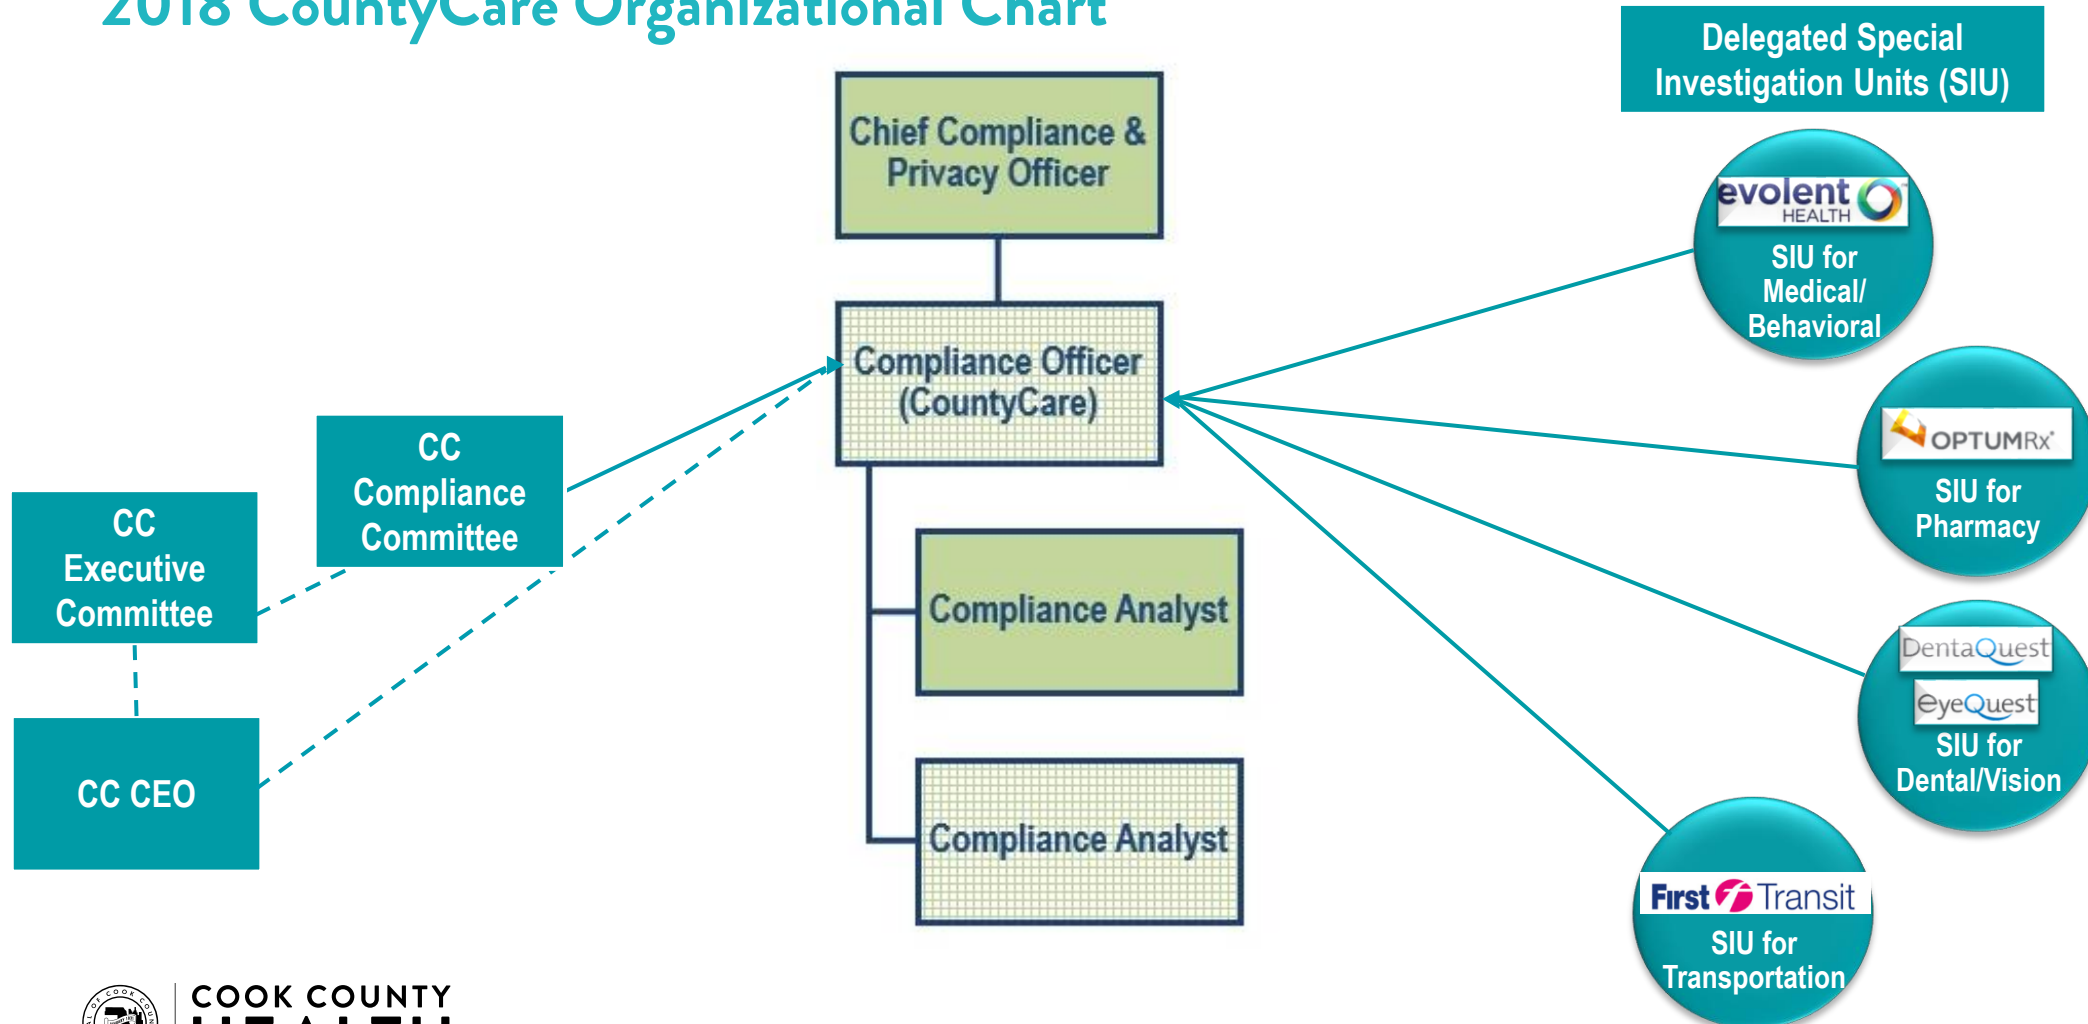 2018 CountyCare Organizational Chart
Delegated Special
Investigation Units (SIU)
Chief Compliance &
Privacy Officer
evolent
HEALTH
SIU for
Medical/
Behavioral
Compliance Officer
(CountyCare)
OPTUMRx
SIU for
Pharmacy
CC
Compliance
Committee
CC
Executive
Committee
Compliance Analyst
DentaQuest
eyeQuest
SIU for
Dental/Vision
CC CEO
Compliance Analyst
First Transit
SIU for
Transportation
COOK COUNTY
HEALTH